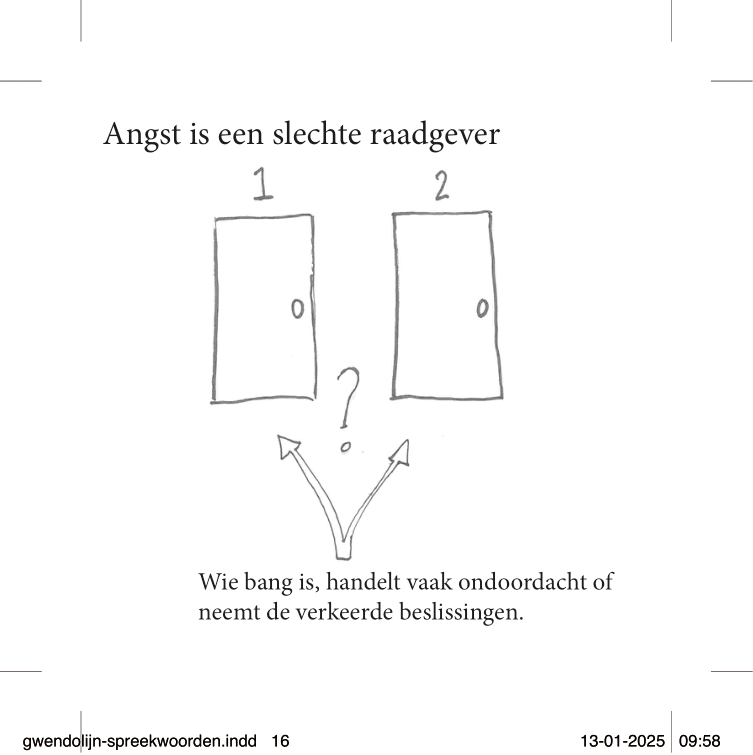 Angst is een slechte raadgever
1 2
?
Wie bang is, handelt vaak ondoordacht of
neemt de verkeerde beslissingen.
gwendolijn-spreekwoorden.indd 16 13-01-2025 09:58